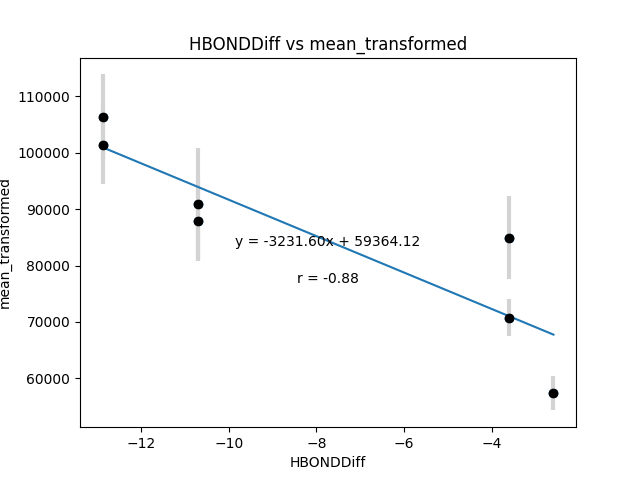 HBONDDiff vs mean_transformed
mean_transformed
110000
100000
90000
80000
70000
60000
y = -3231.60x + 59364.12
r = -0.88
−12
−10
−8
−6
−4
HBONDDiff